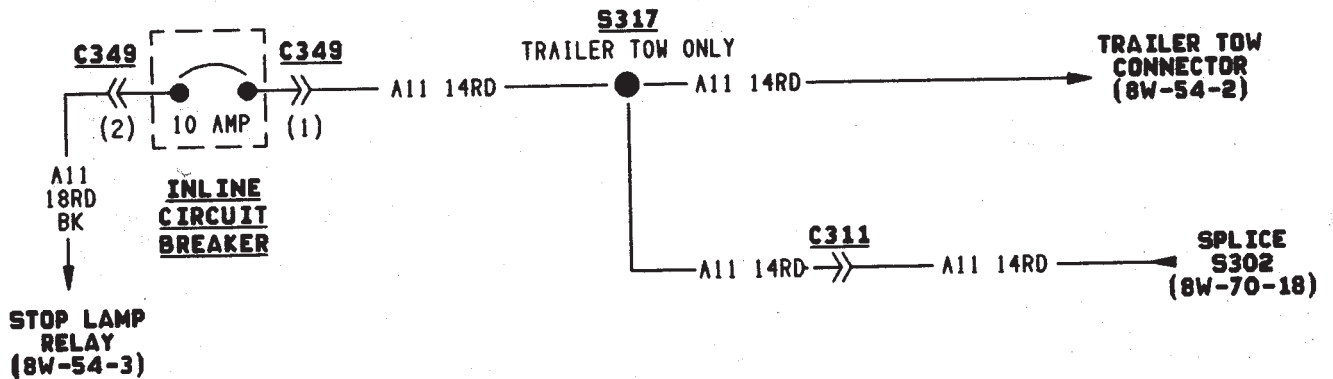 S317
TRAILER TOW ONLY
C349
C349
TRAILER TOW
CONNECTOR
(8W-54-2)
A11 14RD
A11 14RD
(2)
10 AMP
(1)
A11
18RD
BK
INLINE
CIRCUIT
BREAKER
C311
A11 14RD
A11 14RD
SPLICE
S302
(8W-70-18)
STOP LAMP
RELAY
(8W-54-3)